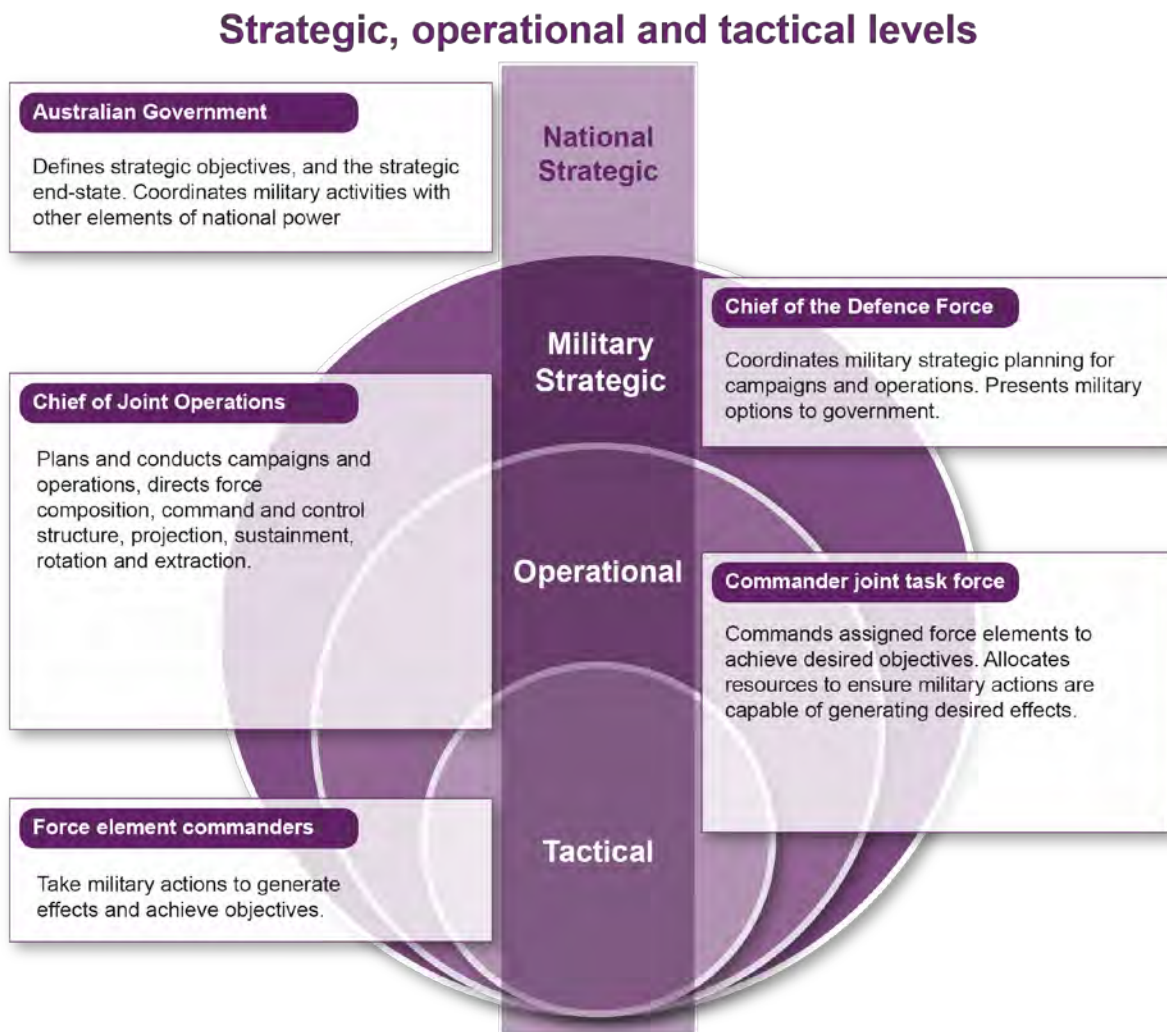 Strategic, operational and tactical levels
Australian Government
Defines strategic objectives, and the strategic
end-state. Coordinates military activities with
other elements of national power
National
Strategic
Chief of the Defence Force
Coordinates military strategic planning for
campaigns and operations. Presents military
options to government.
Military
Strategic
Chief of Joint Operations
Plans and conducts campaigns and
operations, directs force
composition, command and control
structure, projection, sustainment,
rotation and extraction.
Operational
Commander joint task force
Commands assigned force elements to
achieve desired objectives. Allocates
resources to ensure military actions are
capable of generating desired effects.
Force element commanders
Take military actions to generate
effects and achieve objectives.
Tactical